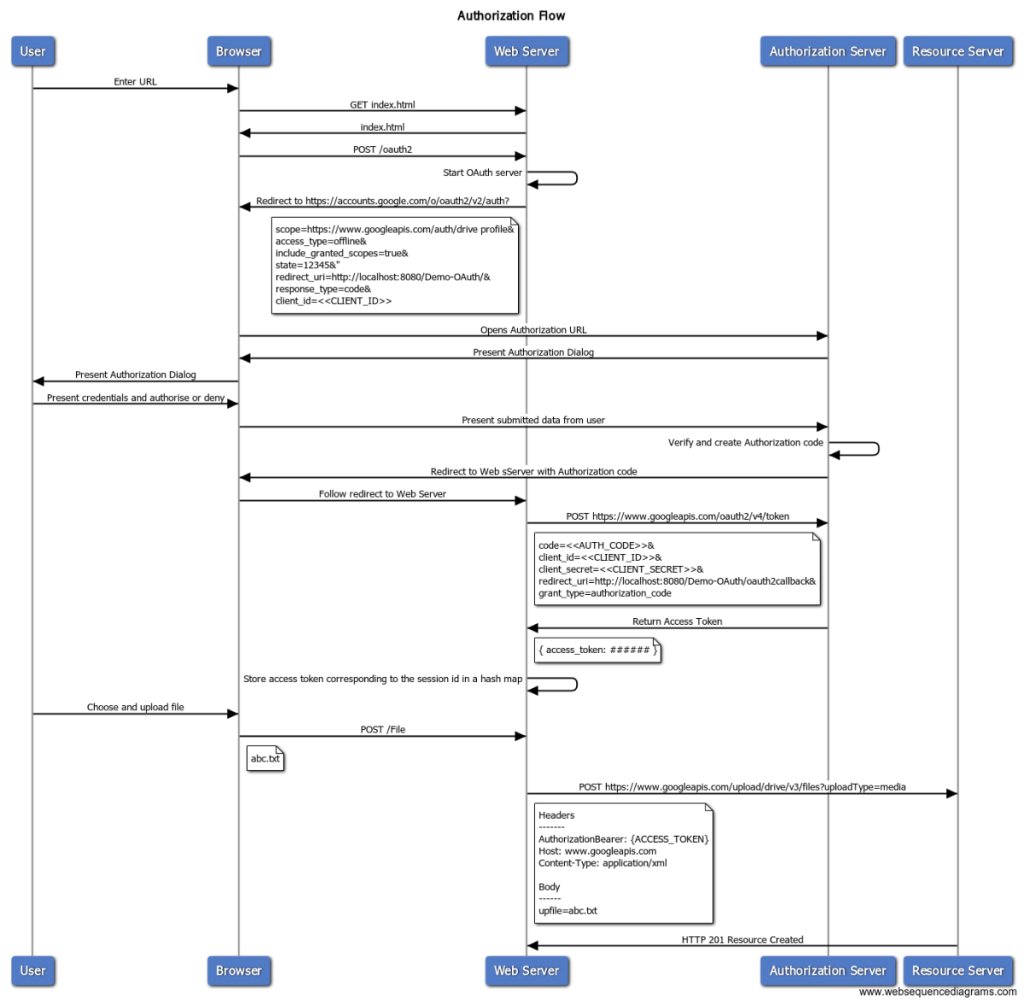 Authorization Flow
User
Browser
Web Server
Authorization Server
Resource Server
Enter URL
GET index.html
index.html
POST /oauth2
Start OAuth server
Redirect to https://accounts.google.com/o/oauth2/v2/auth?
scope=https://www.googleapis.com/auth/drive profile&
access_type=offline&
include_granted_scopes=true&
state=12345&"
redirect_uri=http://localhost:8080/Demo-OAuth/&
response_type=code&
client_id=<<CLIENT_ID>>
Opens Authorization URL
Present Authorization Dialog
Present Authorization Dialog
Present credentials and authorise or deny
Present submitted data from user
Verify and create Authorization code
Redirect to Web sServer with Authorization code
Follow redirect to Web Server
POST https://www.googleapis.com/oauth2/v4/token
code=<<AUTH_CODE>>&
client_id=<<CLIENT_ID>>&
client_secret=<<CLIENT_SECRET>>&
redirect_uri=http://localhost:8080/Demo-OAuth/oauth2callback&
grant_type=authorization_code
Return Access Token
{ access_token: ###### }
Store access token corresponding to the session id in a hash map
Choose and upload file
POST /File
abc.txt
POST https://www.googleapis.com/upload/drive/v3/files?uploadType=media
Headers
-------
AuthorizationBearer: {ACCESS_TOKEN}
Host: www.googleapis.com
Content-Type: application/xml
Body
------
upfile=abc.txt
HTTP 201 Resource Created
User
Browser
Web Server
Authorization Server
Resource Server
www.websequencediagrams.com